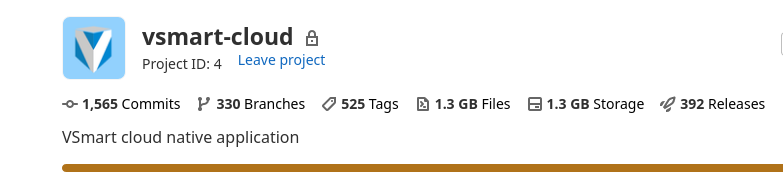 vsmart-cloud
Project ID: 4 Leave project
1,565 Commits 330 Branches 525 Tags 1.3 GB Files 1.3 GB Storage 392 Releases
VSmart cloud native application